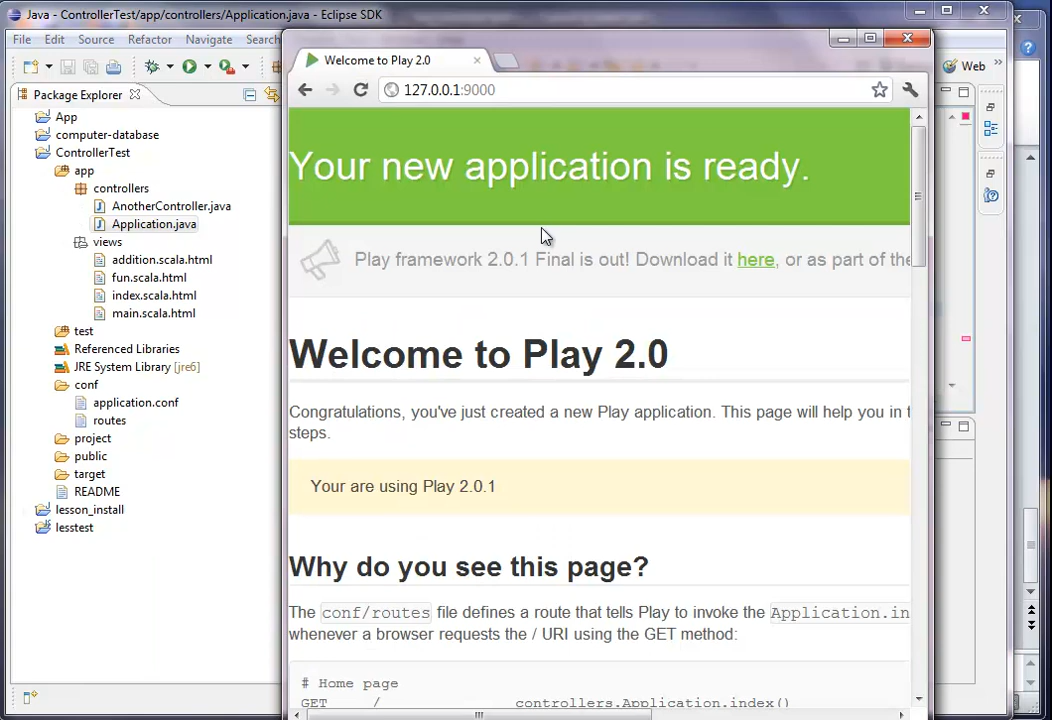 Java - ControllerTest/app/controllers/Application.java - Eclipse SDK
File Edit Source Refactor Navigate Search
Web
Package Explorer
App
computer-database
ControllerTest
app
controllers
AnotherController.java
Application.java
views
addition.scala.html
fun.scala.html
index.scala.html
main.scala.html
test
Referenced Libraries
JRE System Library [jre6]
conf
application.conf
routes
project
public
target
README
lesson_install
lesstest
Welcome to Play 2.0
127.0.0.1:9000
Your new application is ready.
Play framework 2.0.1 Final is out! Download it here, or as part of the
Welcome to Play 2.0
Congratulations, you've just created a new Play application. This page will help you in t
steps.
Your are using Play 2.0.1
Why do you see this page?
The conf/routes file defines a route that tells Play to invoke the Application.in
whenever a browser requests the / URI using the GET method:
# Home page
GET / controllers.Application.index()